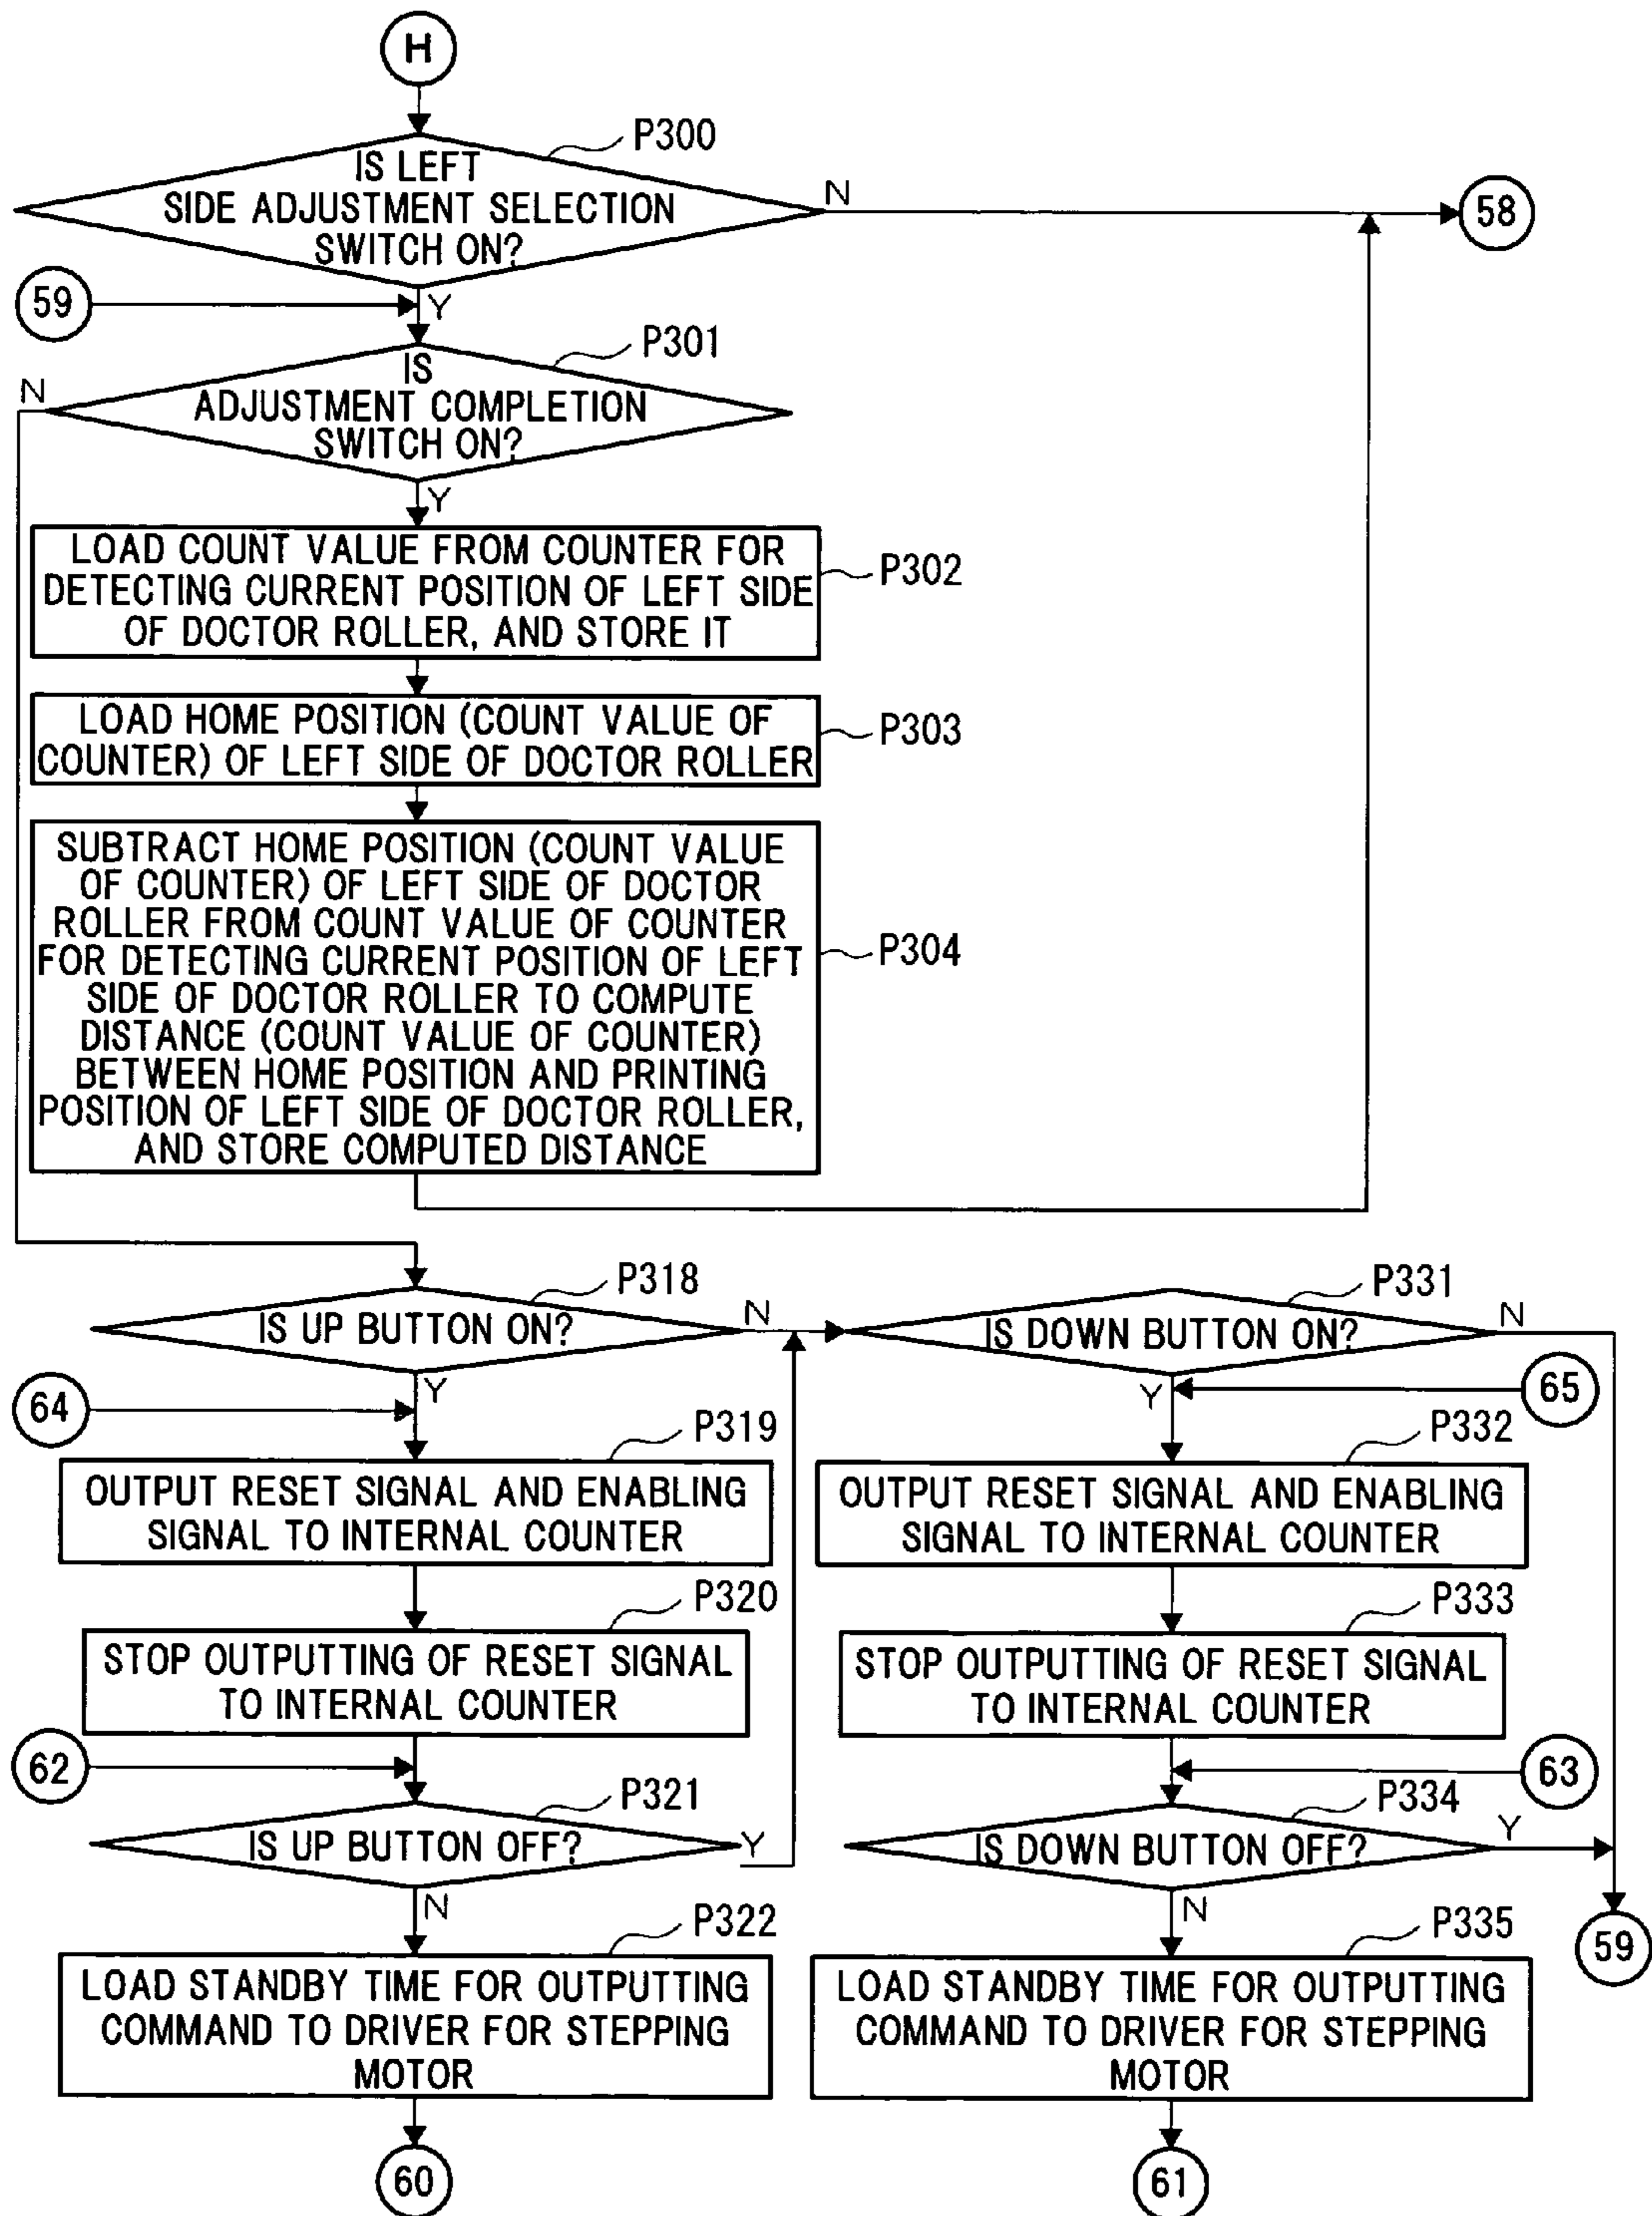 H
P300
IS LEFT
SIDE ADJUSTMENT SELECTION
SWITCH ON?
N
58
59
Y
P301
IS
ADJUSTMENT COMPLETION
SWITCH ON?
N
Y
LOAD COUNT VALUE FROM COUNTER FOR
DETECTING CURRENT POSITION OF LEFT SIDE
OF DOCTOR ROLLER, AND STORE IT
P302
LOAD HOME POSITION (COUNT VALUE OF
COUNTER) OF LEFT SIDE OF DOCTOR ROLLER
P303
SUBTRACT HOME POSITION (COUNT VALUE
OF COUNTER) OF LEFT SIDE OF DOCTOR
ROLLER FROM COUNT VALUE OF COUNTER
FOR DETECTING CURRENT POSITION OF LEFT
SIDE OF DOCTOR ROLLER TO COMPUTE
DISTANCE (COUNT VALUE OF COUNTER)
BETWEEN HOME POSITION AND PRINTING
POSITION OF LEFT SIDE OF DOCTOR ROLLER,
AND STORE COMPUTED DISTANCE
P304
P318
IS UP BUTTON ON?
N
Y
64
P319
OUTPUT RESET SIGNAL AND ENABLING
SIGNAL TO INTERNAL COUNTER
P320
STOP OUTPUTTING OF RESET SIGNAL
TO INTERNAL COUNTER
62
P321
IS UP BUTTON OFF?
Y
N
P322
LOAD STANDBY TIME FOR OUTPUTTING
COMMAND TO DRIVER FOR STEPPING
MOTOR
60
P331
IS DOWN BUTTON ON?
N
Y
65
P332
OUTPUT RESET SIGNAL AND ENABLING
SIGNAL TO INTERNAL COUNTER
P333
STOP OUTPUTTING OF RESET SIGNAL
TO INTERNAL COUNTER
63
P334
IS DOWN BUTTON OFF?
Y
N
59
P335
LOAD STANDBY TIME FOR OUTPUTTING
COMMAND TO DRIVER FOR STEPPING
MOTOR
61